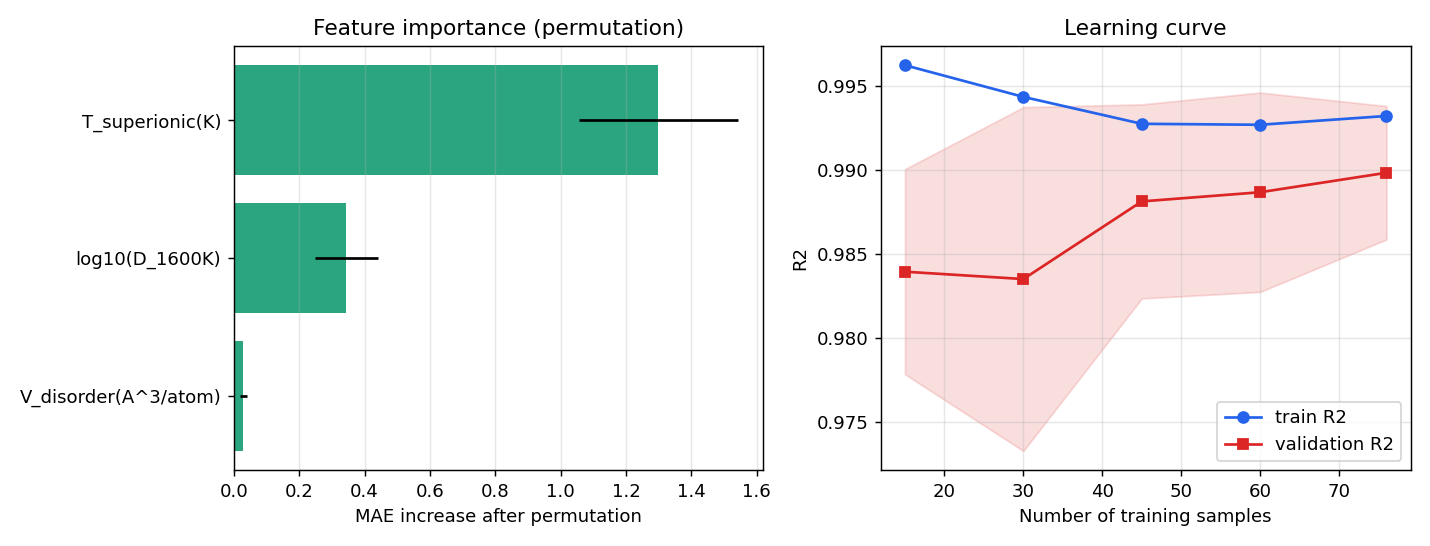 Feature importance (permutation)
T_superionic(K)
log10(D_1600K)
V_disorder(A^3/atom)
0.0 0.2 0.4 0.6 0.8 1.0 1.2 1.4 1.6
MAE increase after permutation
Learning curve
R2
0.995
0.990
0.985
0.980
0.975
train R2
validation R2
20 30 40 50 60 70
Number of training samples